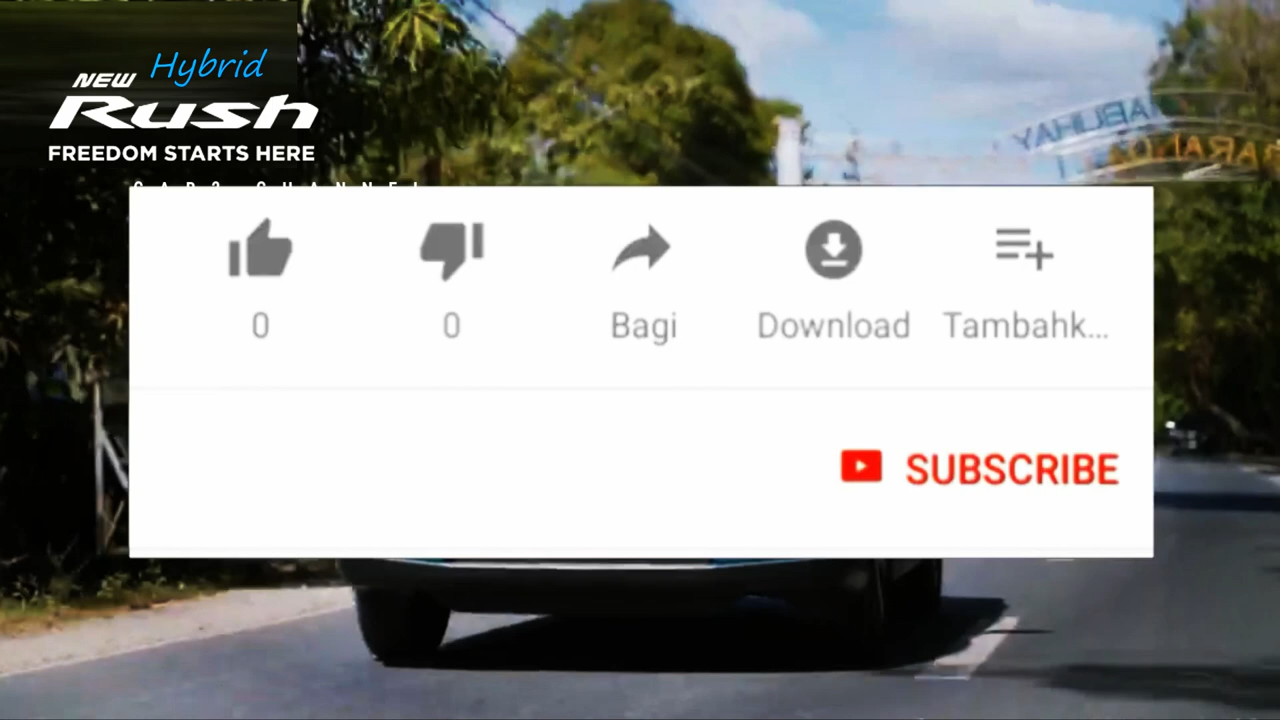 Hybrid
NEW
Rush
FREEDOM STARTS HERE
0
0
Bagi
Download
Tambahk...
SUBSCRIBE